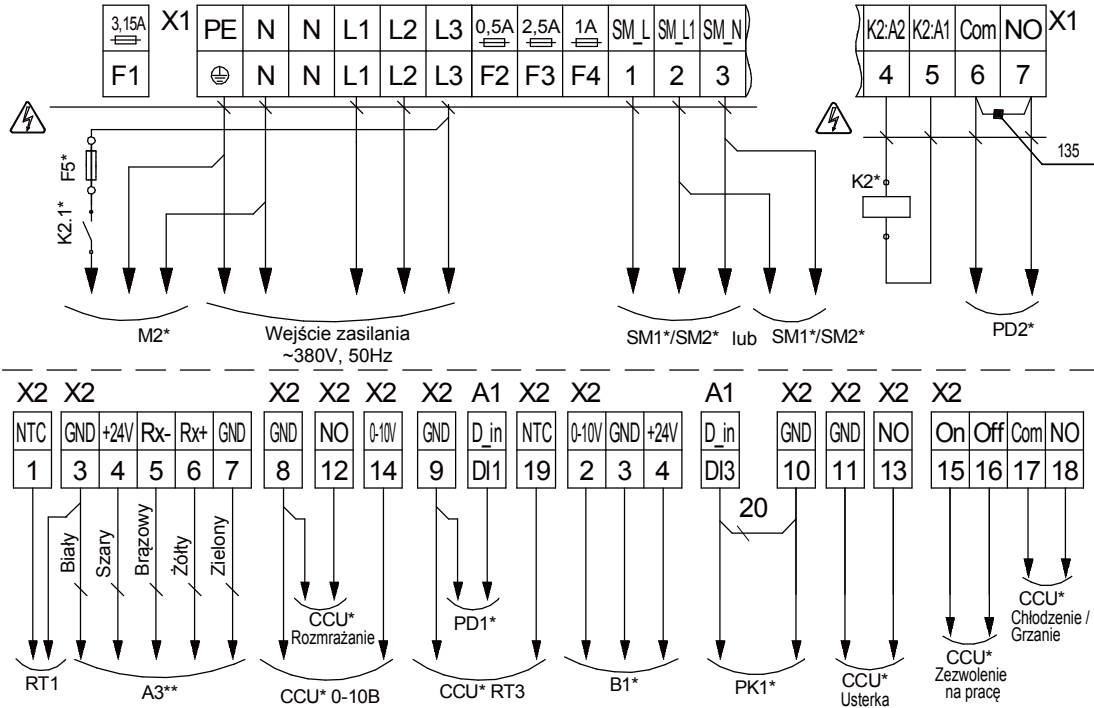 3,15A X1 PE N N L1 L2 L3 0,5A 2,5A 1A SM_L SM_L1 SM_N K2:A2 K2:A1 Com NO X1
F1 N N L1 L2 L3 F2 F3 F4 1 2 3 4 5 6 7
135
F5*
K2*
K2.1*
M2*
Wejście zasilania
~380V, 50Hz
SM1*/SM2* lub SM1*/SM2*
PD2*
X2 X2 X2 X2 X2 X2 A1 X2 X2 A1 X2 X2 X2 X2
NTC GND +24V Rx- Rx+ GND GND NO 0-10V GND D_in NTC 0-10V GND +24V D_in GND GND NO On Off Com NO
1 3 4 5 6 7 8 12 14 9 DI1 19 2 3 4 DI3 10 11 13 15 16 17 18
20
Biały
Szary
Brązowy
Żółty
Zielony
CCU*
Rozmrażanie
PD1*
CCU*
Chłodzenie /
Grzanie
RT1
A3**
CCU* 0-10B
CCU* RT3
B1*
PK1*
CCU*
Usterka
CCU*
Zezwolenie
na pracę